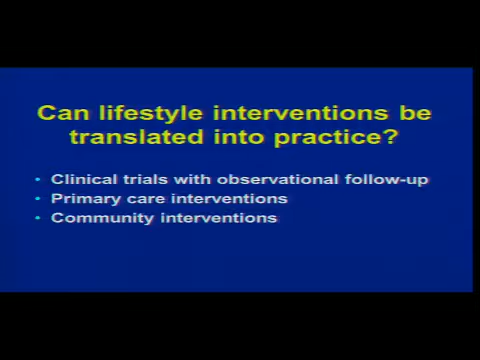 Can lifestyle interventions be
translated into practice?
• Clinical trials with observational follow-up
• Primary care interventions
• Community interventions